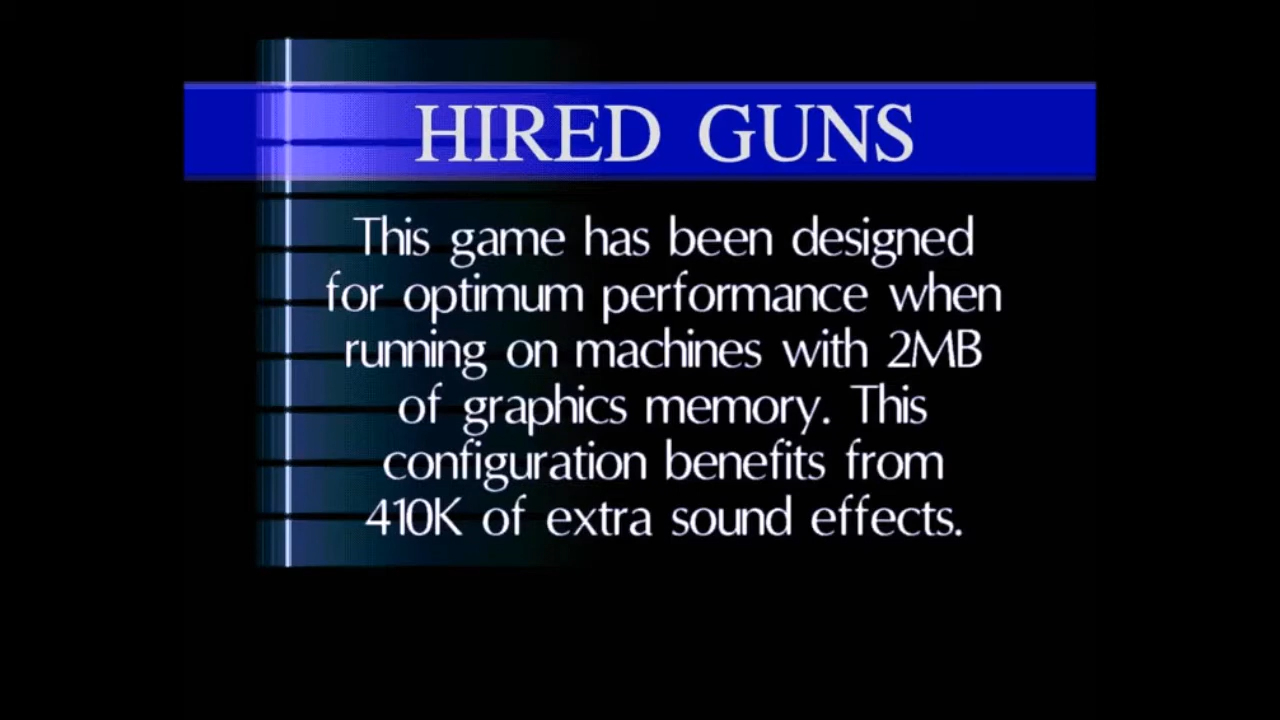 HIRED GUNS
This game has been designed
for optimum performance when
running on machines with 2MB
of graphics memory. This
configuration benefits from
410K of extra sound effects.